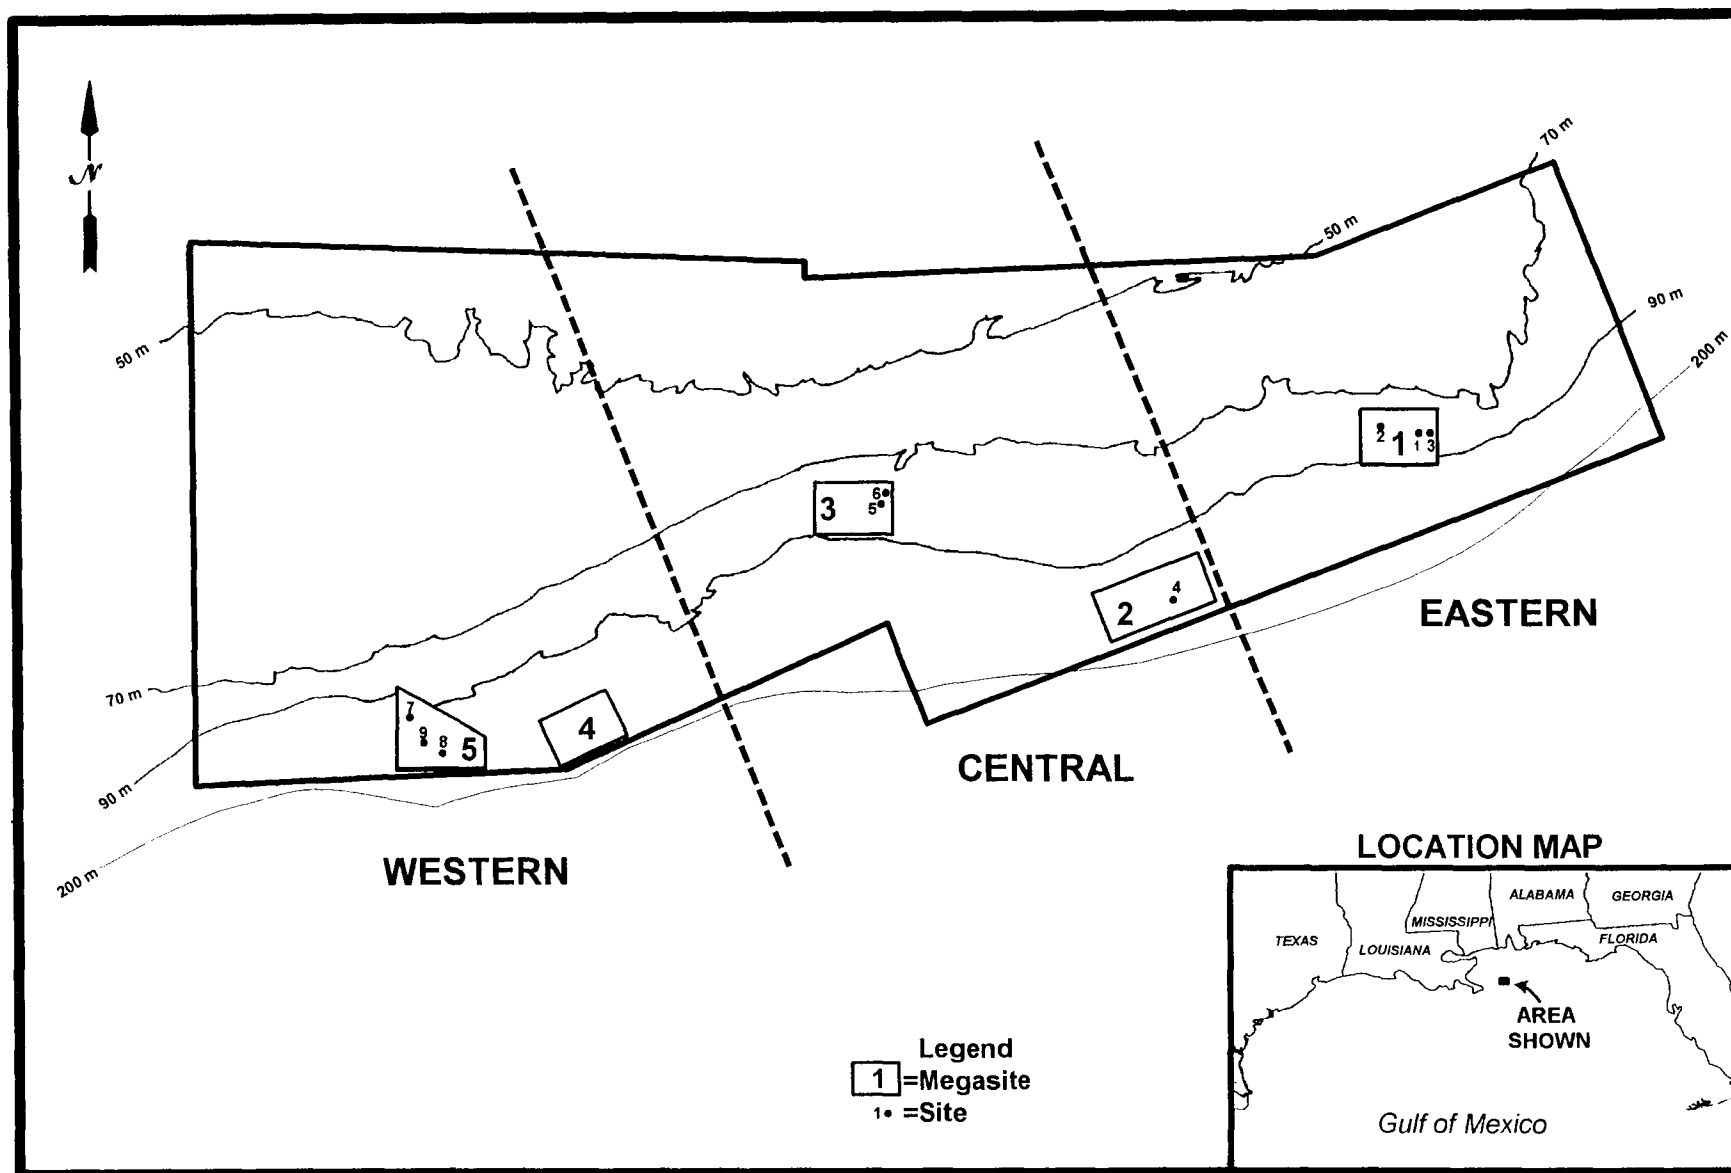 N
70 m
50 m
90 m
50 m
200 m
2 1 1 3
6
3 5
4
2
EASTERN
70 m
7
9 8 5
4
CENTRAL
90 m
WESTERN
200 m
LOCATION MAP
ALABAMA GEORGIA
MISSISSIPPI
TEXAS LOUISIANA FLORIDA
AREA
SHOWN
Gulf of Mexico
Legend
1 =Megasite
1• =Site